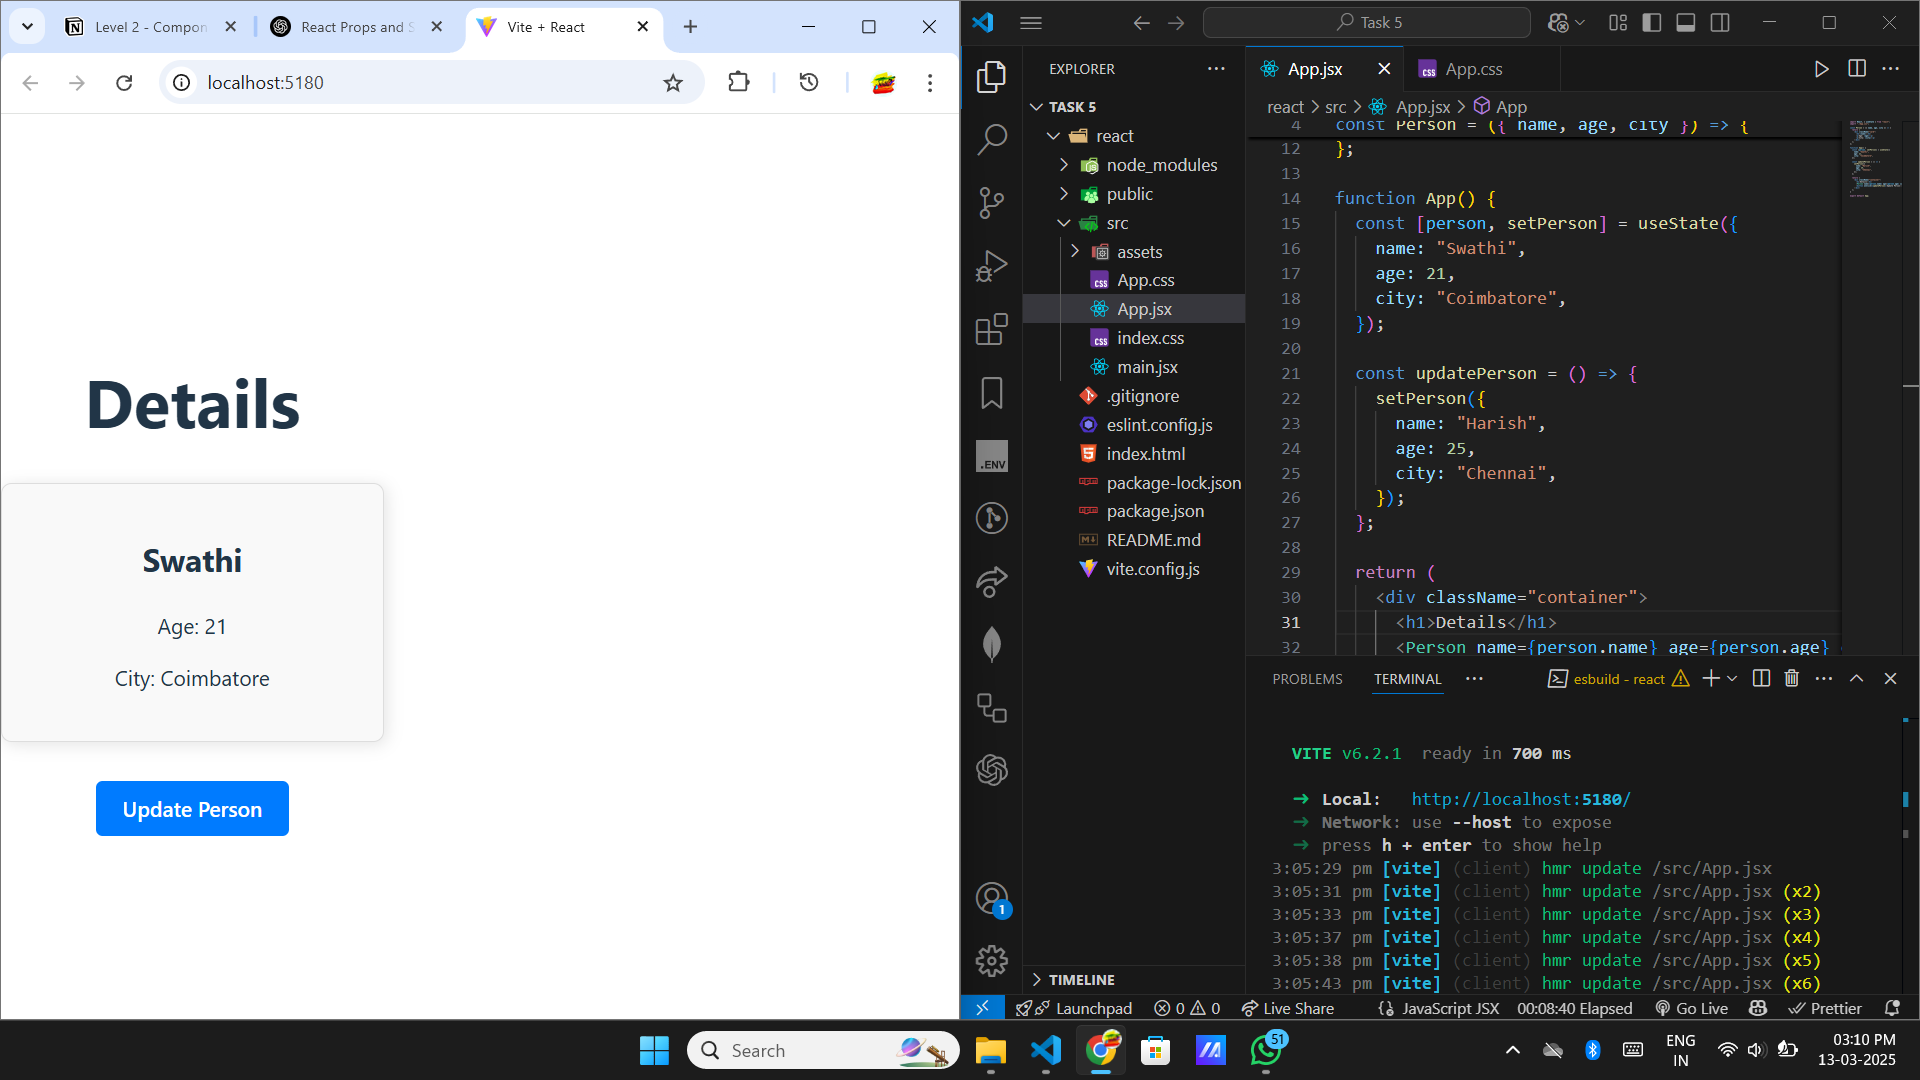 Level 2 - Compon
React Props and S
Vite + React
localhost:5180
Details
Swathi
Age: 21
City: Coimbatore
Update Person
Task 5
EXPLORER
TASK 5
react
node_modules
public
src
assets
App.css
App.jsx
index.css
main.jsx
.gitignore
eslint.config.js
index.html
package-lock.json
package.json
README.md
vite.config.js
TIMELINE
.ENV
1
App.jsx
App.css
react > src > App.jsx > App
4 const Person = ({ name, age, city }) => {
12 };
13
14 function App() {
15 const [person, setPerson] = useState({
16 name: "Swathi",
17 age: 21,
18 city: "Coimbatore",
19 });
20
21 const updatePerson = () => {
22 setPerson({
23 name: "Harish",
24 age: 25,
25 city: "Chennai",
26 });
27 };
28
29 return (
30 <div className="container">
31 <h1>Details</h1>
32 <Person name={person.name} age={person.age}
PROBLEMS TERMINAL
esbuild - react
VITE v6.2.1 ready in 700 ms
➜ Local: http://localhost:5180/
➜ Network: use --host to expose
➜ press h + enter to show help
3:05:29 pm [vite] (client) hmr update /src/App.jsx
3:05:31 pm [vite] (client) hmr update /src/App.jsx (x2)
3:05:33 pm [vite] (client) hmr update /src/App.jsx (x3)
3:05:37 pm [vite] (client) hmr update /src/App.jsx (x4)
3:05:38 pm [vite] (client) hmr update /src/App.jsx (x5)
3:05:43 pm [vite] (client) hmr update /src/App.jsx (x6)
Launchpad 0 0 Live Share JavaScript JSX 00:08:40 Elapsed Go Live Prettier
Search
51
ENG
IN
03:10 PM
13-03-2025